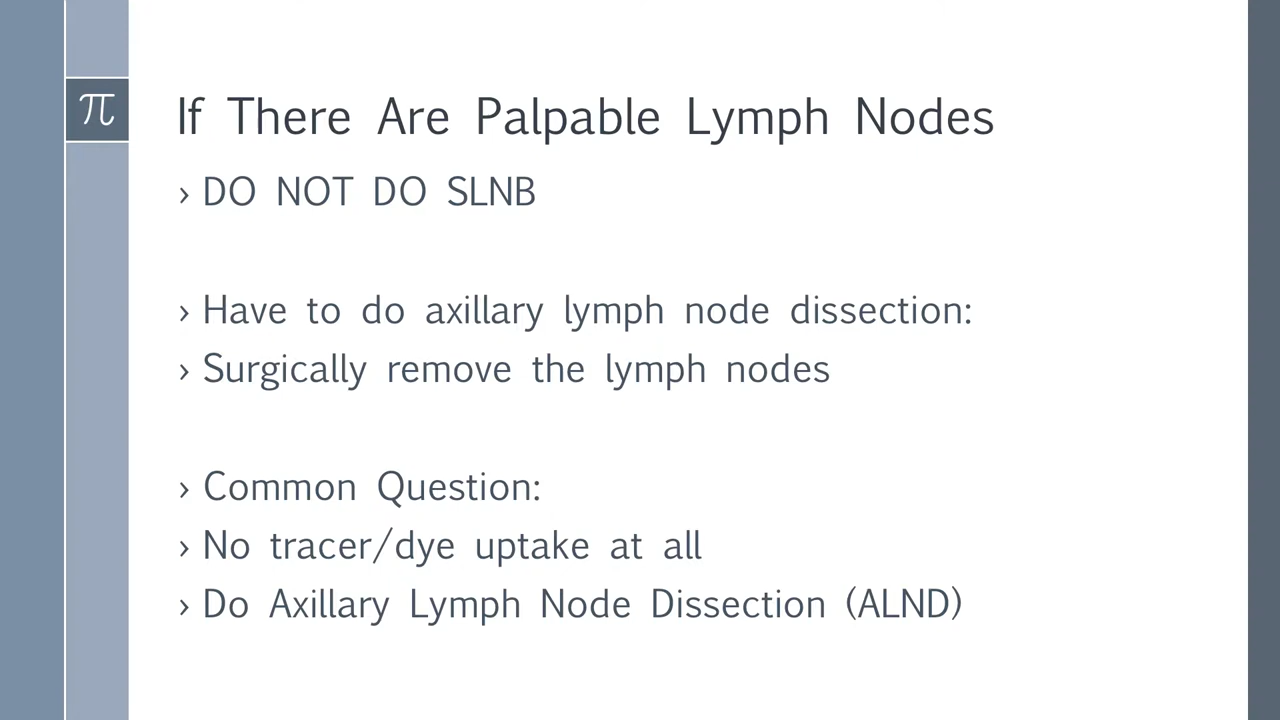 π
If There Are Palpable Lymph Nodes
› DO NOT DO SLNB
› Have to do axillary lymph node dissection:
› Surgically remove the lymph nodes
› Common Question:
› No tracer/dye uptake at all
› Do Axillary Lymph Node Dissection (ALND)